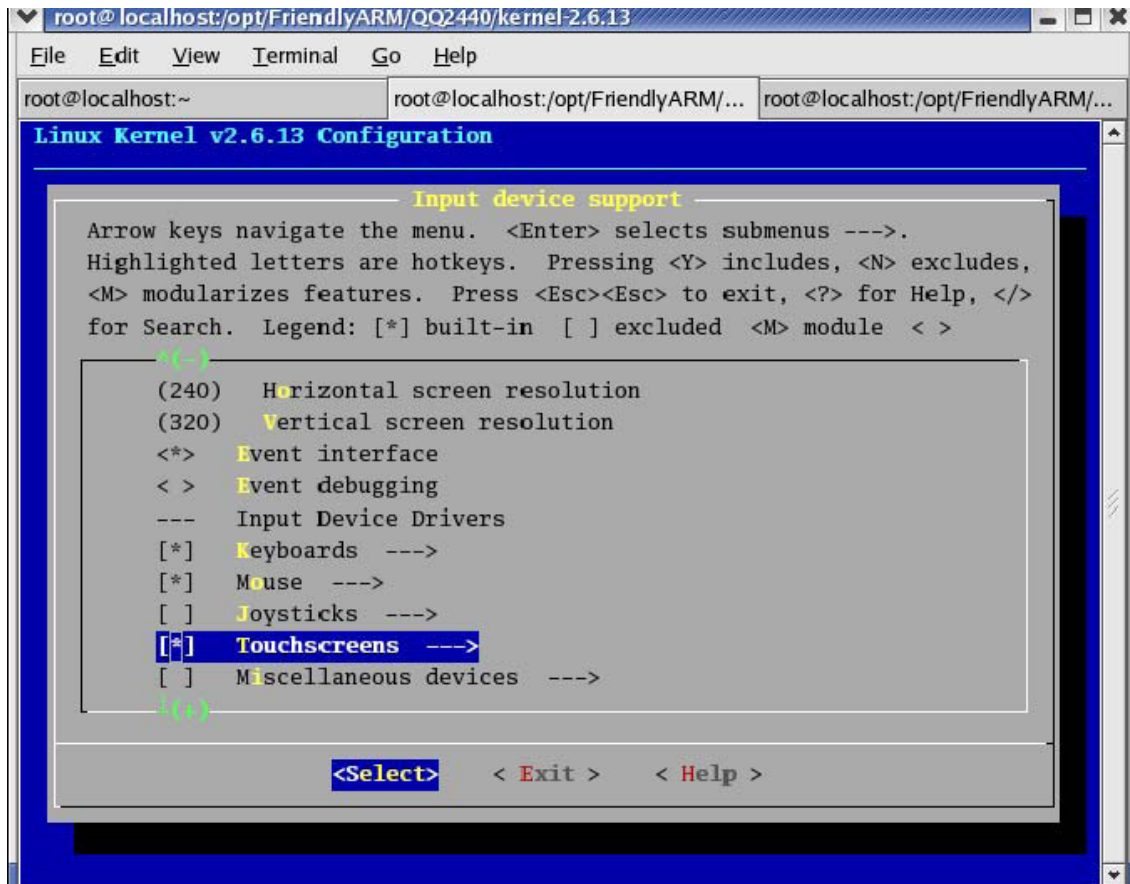 root@localhost:/opt/FriendlyARM/QQ2440/kernel-2.6.13
File Edit View Terminal Go Help
root@localhost:~ root@localhost:/opt/FriendlyARM/... root@localhost:/opt/FriendlyARM/...
Linux Kernel v2.6.13 Configuration
Input device support
Arrow keys navigate the menu. <Enter> selects submenus --->.
Highlighted letters are hotkeys. Pressing <Y> includes, <N> excludes,
<M> modularizes features. Press <Esc><Esc> to exit, <?> for Help, </>
for Search. Legend: [*] built-in [ ] excluded <M> module < >
^(-)
(240) Horizontal screen resolution
(320) Vertical screen resolution
<*> Event interface
< > Event debugging
--- Input Device Drivers
[*] Keyboards --->
[*] Mouse --->
[ ] Joysticks --->
[*] Touchscreens --->
[ ] Miscellaneous devices --->
(+)
<Select> < Exit > < Help >